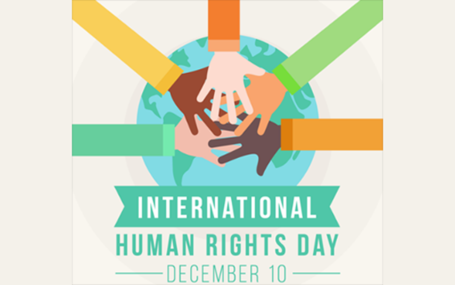 INTERNATIONAL
HUMAN RIGHTS DAY
DECEMBER 10